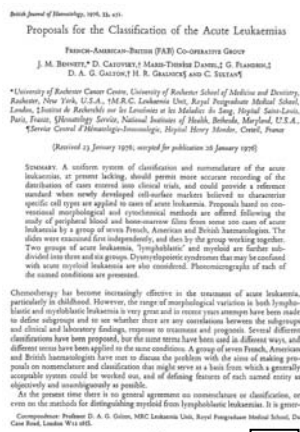 British Journal of Haematology, 1976, 33, 451.
Proposals for the Classification of the Acute Leukaemias
French-American-British (FAB) Co-operative Group
J. M. Bennett,* D. Catovsky,† Marie-Thérèse Daniel,‡ G. Flandrin,‡
D. A. G. Galton,† H. R. Gralnick§ and C. Sultan¶
*University of Rochester Cancer Center, University of Rochester School of Medicine and Dentistry,
Rochester, New York, U.S.A., †M.R.C. Leukaemia Unit, Royal Postgraduate Medical School,
London, ‡Institut de Recherches sur les Leucémies et les Maladies du Sang, Hôpital Saint-Louis,
Paris, France, §Hematology Service, National Institutes of Health, Bethesda, Maryland, U.S.A.,
¶Service Central d'Hématologie-Immunologie, Hôpital Henri Mondor, Creteil, France
(Received 23 January 1976; accepted for publication 26 January 1976)
Summary. A uniform system of classification and nomenclature of the acute
leukaemias, at present lacking, should permit more accurate recording of the
distribution of cases entered into clinical trials, and could provide a reference
standard when newly developed cell-surface markers believed to characterize
specific cell types are applied to cases of acute leukaemia. Proposals based on con-
ventional morphological and cytochemical methods are offered following the
study of peripheral blood and bone-marrow films from some 200 cases of acute
leukaemia by a group of seven French, American and British haematologists. The
slides were examined first independently, and then by the group working together.
Two groups of acute leukaemia, 'lymphoblastic' and myeloid are further sub-
divided into three and six groups. Dysmyelopoietic syndromes that may be confused
with acute myeloid leukaemia are also considered. Photomicrographs of each of
the named conditions are presented.
Chemotherapy has become increasingly effective in the treatment of acute leukaemia,
particularly in childhood. However, the range of morphological variation in both lympho-
blastic and myeloblastic leukaemia is very great and in recent years attempts have been made
to define subgroups and to see whether there are any correlations between the subgroups
and clinical and laboratory findings, response to treatment and prognosis. Several different
classifications have been proposed, but the same terms have been used in different ways, and
different terms have been applied to the same conditions. A group of seven French, American
and British haematologists have met to discuss the problem with the aims of making pro-
posals on nomenclature and classification that might serve as a basis from which a generally
acceptable system could be worked out, and of defining features of each named entity as
objectively and unambiguously as possible.
As the present time there is no general agreement on nomenclature or classification, or
even on the methods for distinguishing myeloid from lymphoblastic leukaemia. It is gener-
Correspondence: Professor D. A. G. Galton, MRC Leukaemia Unit, Royal Postgraduate Medical School, Du
Cane Road, London W12 0HS.